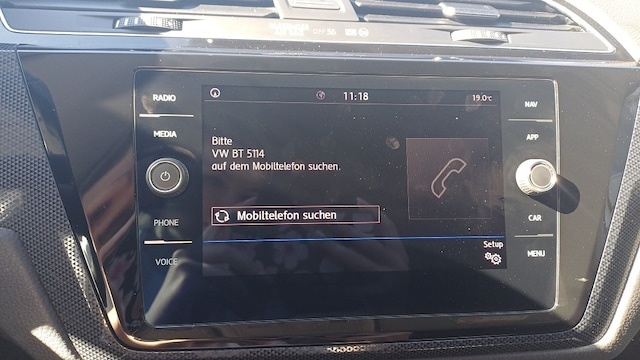 RADIO
MEDIA
PHONE
VOICE
11:18
19.0°C
Bitte
VW BT 5114
auf dem Mobiltelefon suchen.
Mobiltelefon suchen
Setup
NAV
APP
CAR
MENU